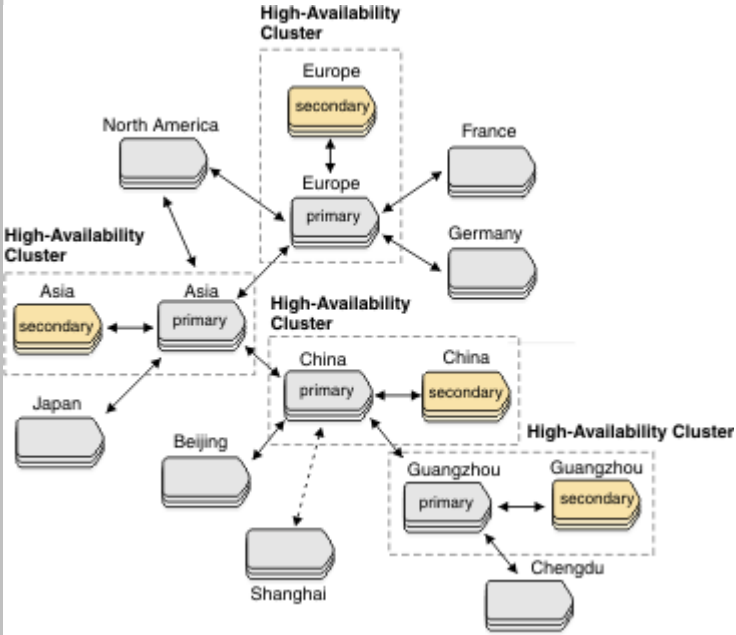 High-Availability
Cluster
Europe
secondary
North America
France
Europe
primary
Germany
High-Availability
Cluster
Asia
secondary
Asia
primary
High-Availability
Cluster
China
primary
China
secondary
Japan
Beijing
High-Availability Cluster
Guangzhou
primary
Guangzhou
secondary
Shanghai
Chengdu